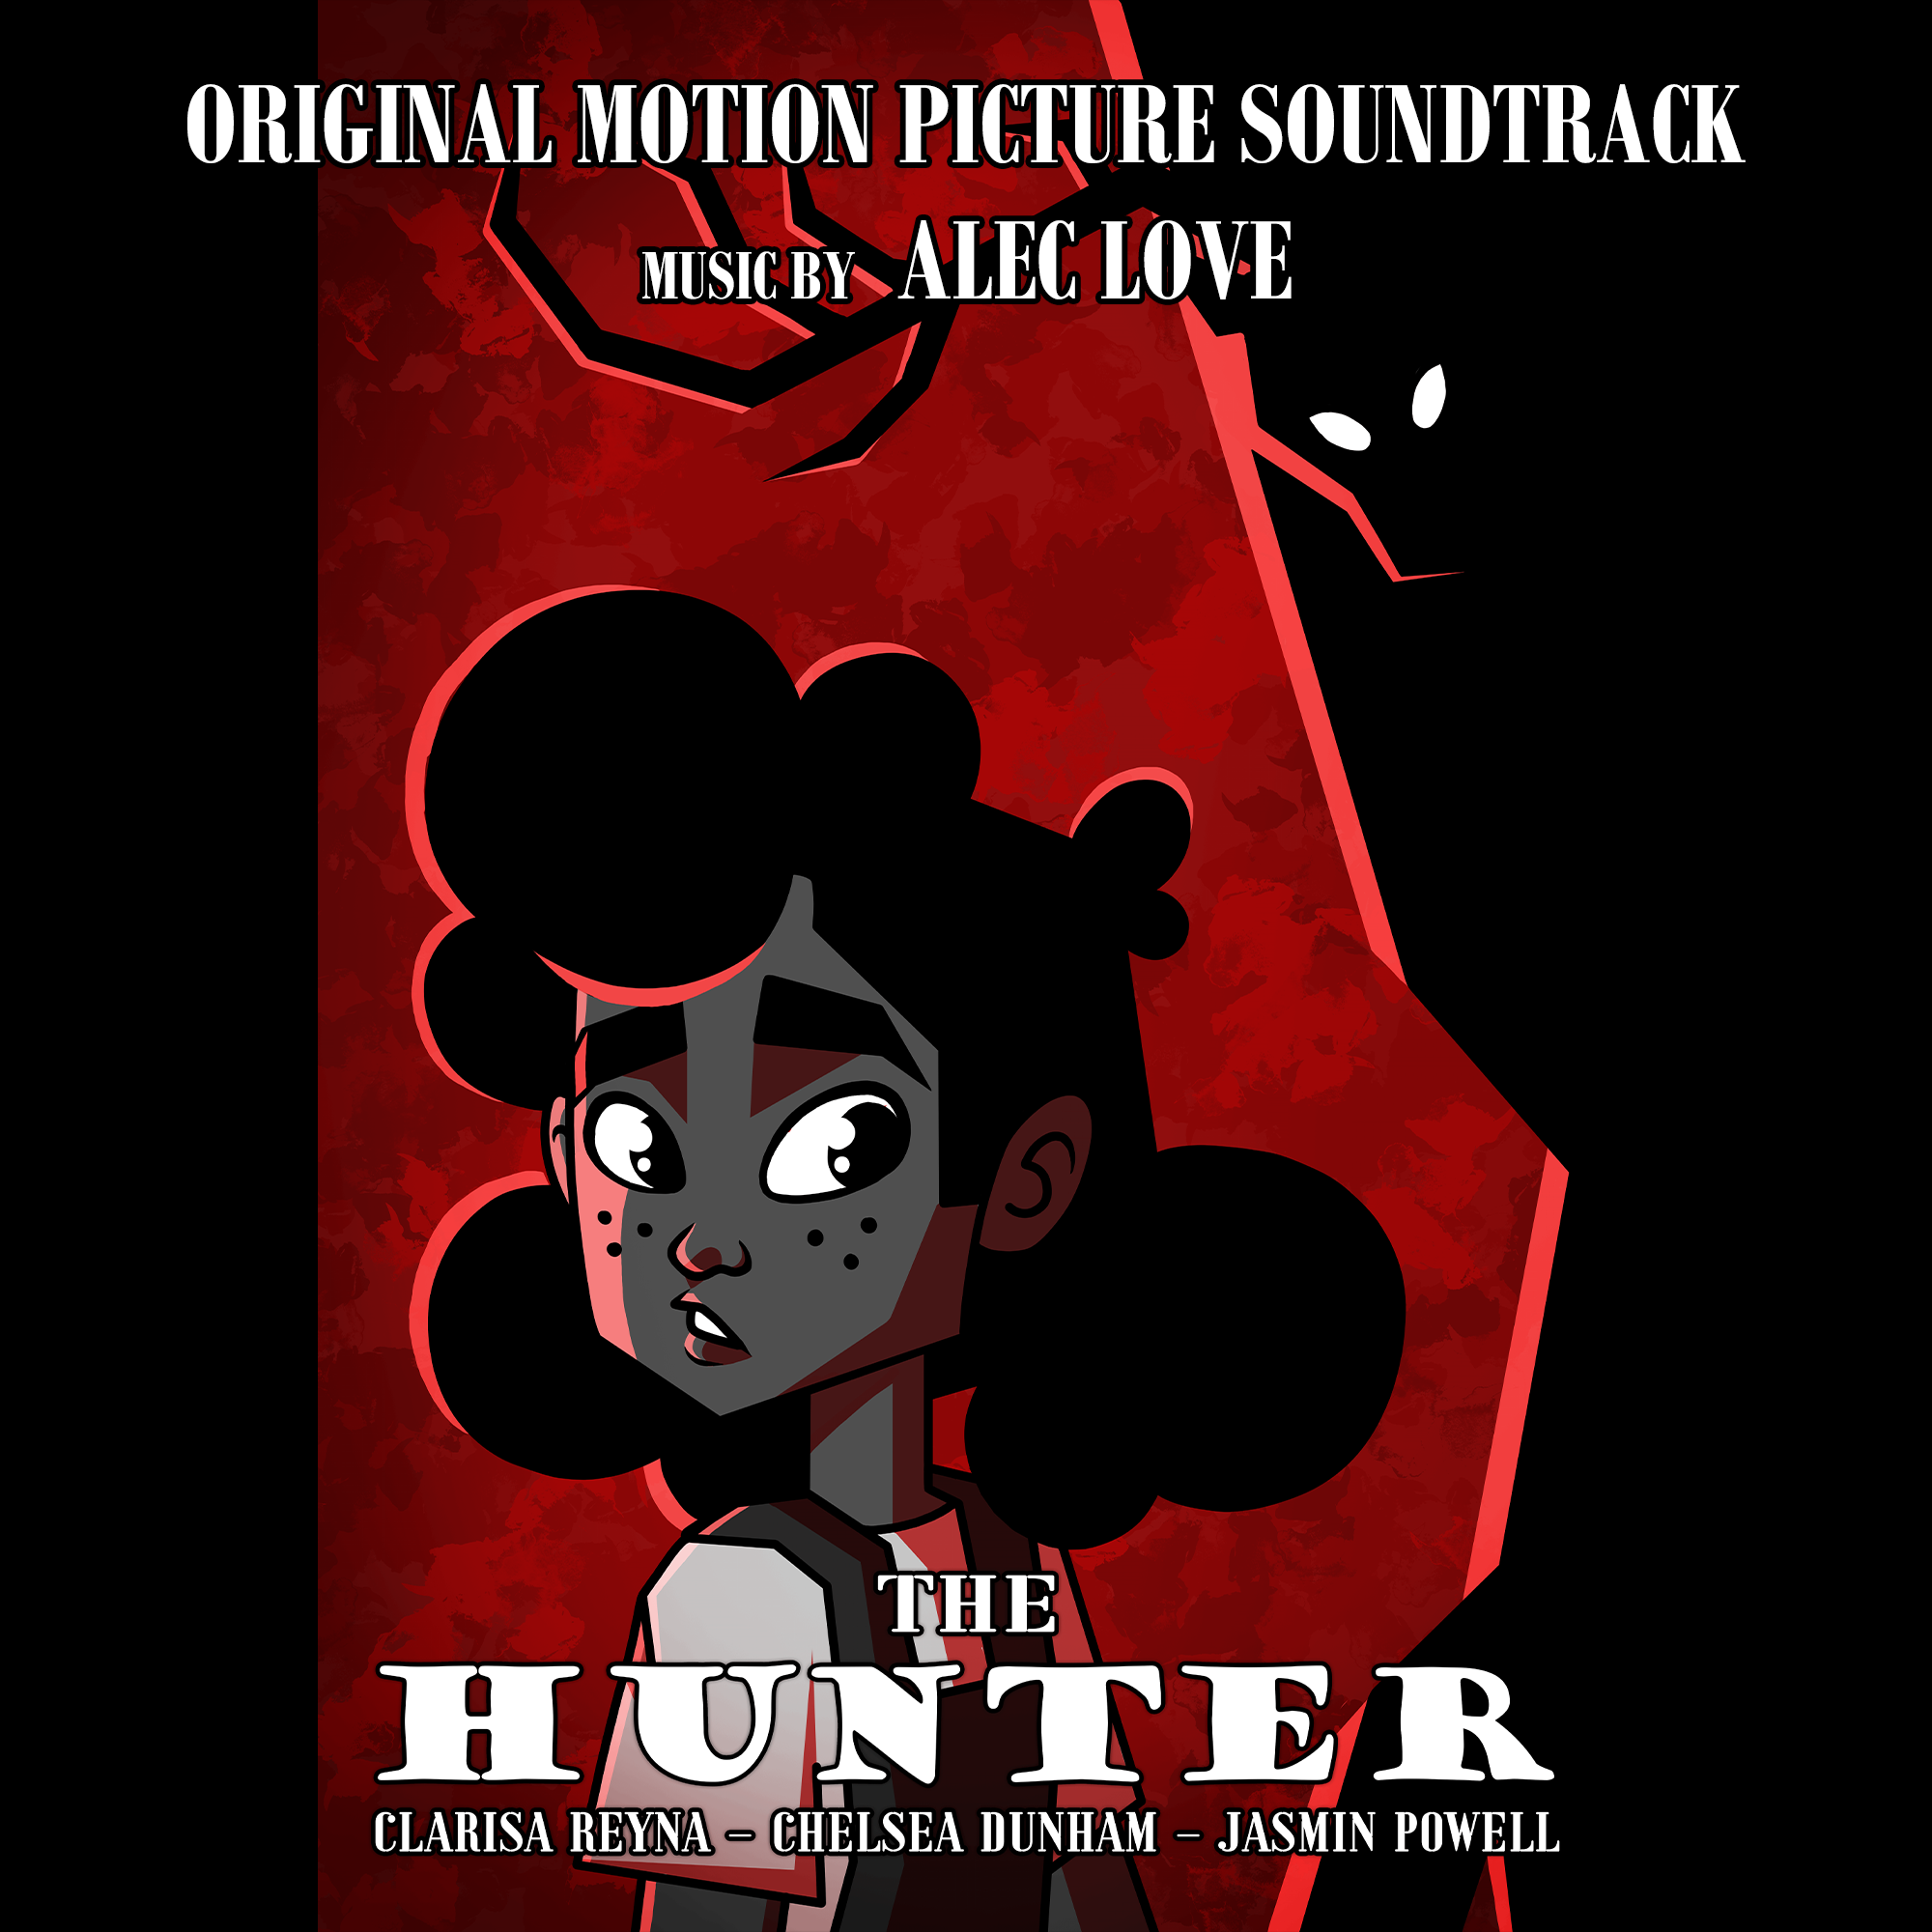 ORIGINAL MOTION PICTURE SOUNDTRACK
MUSIC BY ALEC LOVE
THE
HUNTER
CLARISA REYNA – CHELSEA DUNHAM – JASMIN POWELL